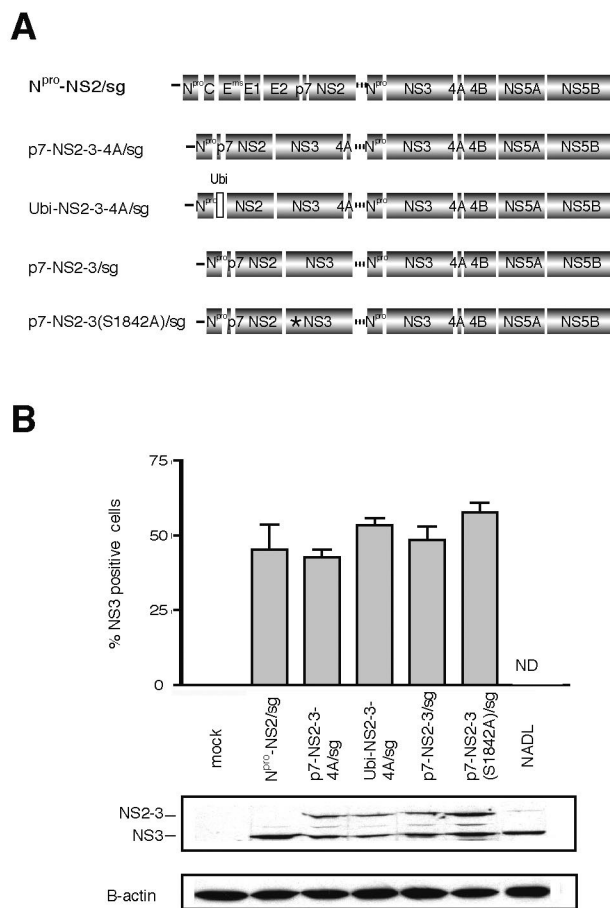 A
Npro-NS2/sg
Npro C Erns E1 E2 p7 NS2 Npro NS3 4A 4B NS5A NS5B
p7-NS2-3-4A/sg
Npro p7 NS2 NS3 4A Npro NS3 4A 4B NS5A NS5B
Ubi
Ubi-NS2-3-4A/sg
Npro NS2 NS3 4A Npro NS3 4A 4B NS5A NS5B
p7-NS2-3/sg
Npro p7 NS2 NS3 Npro NS3 4A 4B NS5A NS5B
p7-NS2-3(S1842A)/sg
Npro p7 NS2 *NS3 Npro NS3 4A 4B NS5A NS5B
B
% NS3 positive cells
75
50
25
0
ND
mock
Npro-NS2/sg
p7-NS2-3-
4A/sg
Ubi-NS2-3-
4A/sg
p7-NS2-3/sg
p7-NS2-3
(S1842A)/sg
NADL
NS2-3
NS3
B-actin